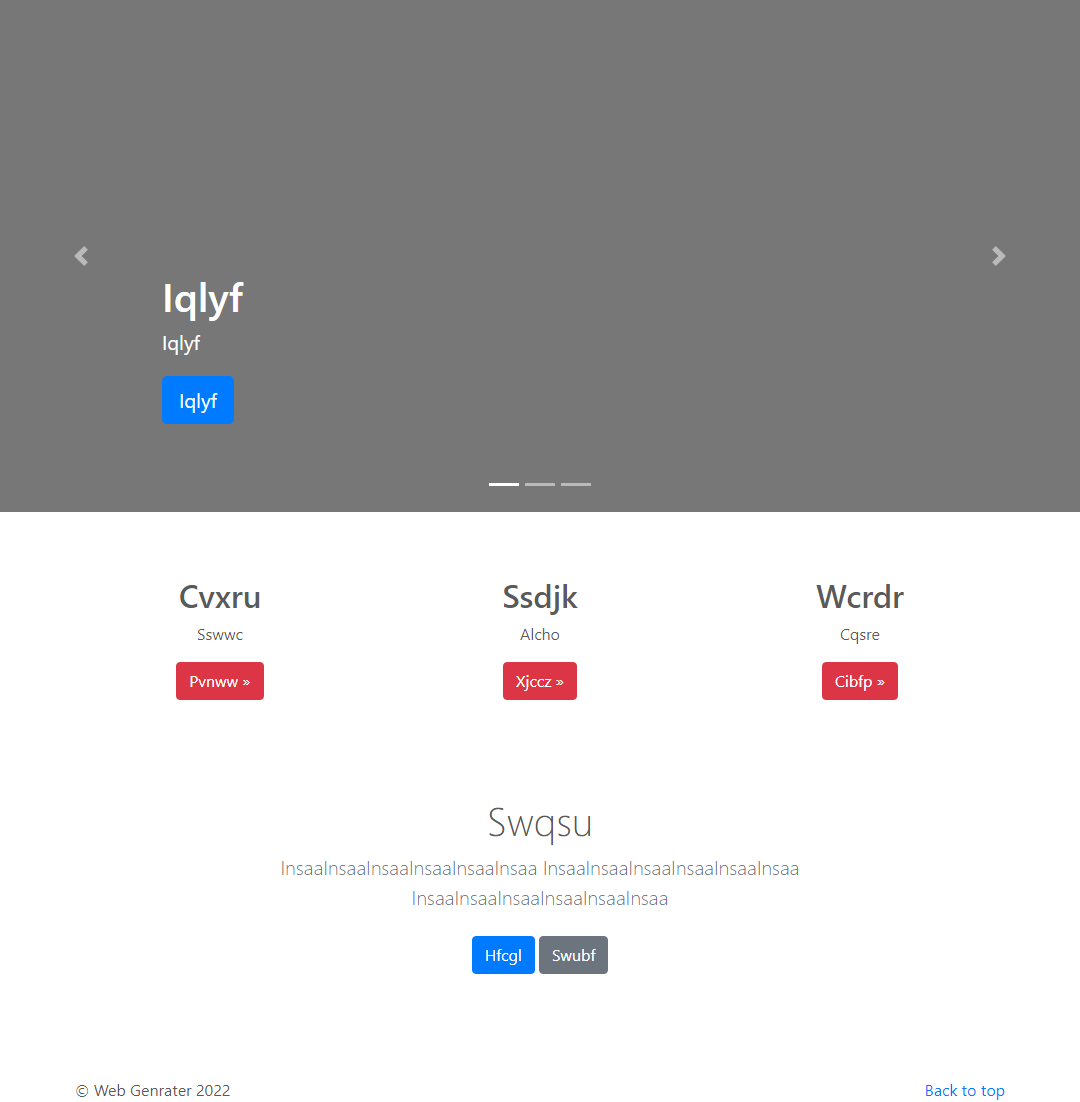 Iqlyf
Iqlyf
Iqlyf
Cvxru
Sswwc
Pvnww »
Ssdjk
Alcho
Xjccz »
Wcrdr
Cqsre
Cibfp »
Swqsu
InsaaInsaaInsaaInsaaInsaaInsaa InsaaInsaaInsaaInsaaInsaaInsaa
InsaaInsaaInsaaInsaaInsaaInsaa
Hfcgl Swubf
© Web Genrater 2022
Back to top